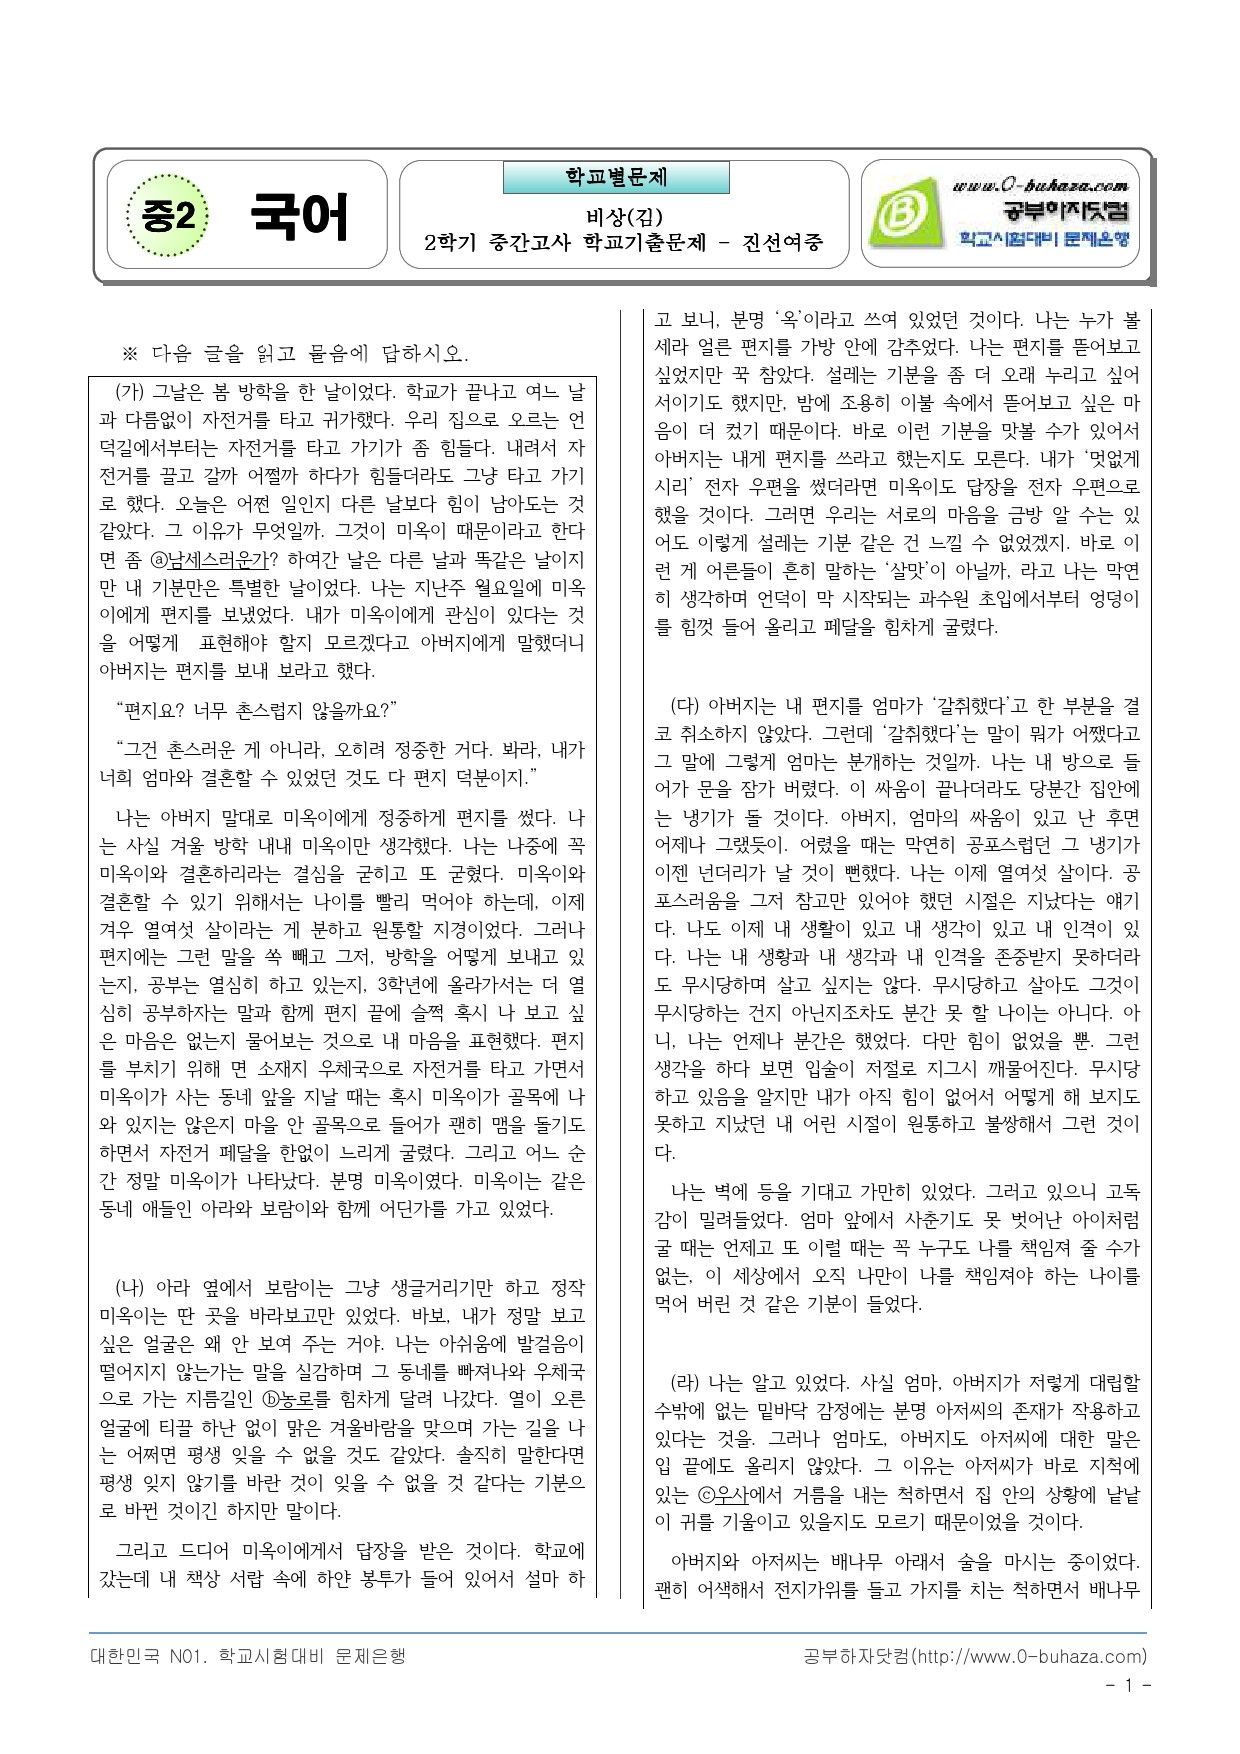 중2
국어
학교별문제
비상(김)
2학기 중간고사 학교기출문제 - 진선여중
www.0-buhaza.com
공부하자닷컴
학교시험대비 문제은행
※ 다음 글을 읽고 물음에 답하시오.
(가) 그날은 봄 방학을 한 날이었다. 학교가 끝나고 여느 날
과 다름없이 자전거를 타고 귀가했다. 우리 집으로 오르는 언
덕길에서부터는 자전거를 타고 가기가 좀 힘들다. 내려서 자
전거를 끌고 갈까 어쩔까 하다가 힘들더라도 그냥 타고 가기
로 했다. 오늘은 어쩐 일인지 다른 날보다 힘이 남아도는 것
같았다. 그 이유가 무엇일까. 그것이 미옥이 때문이라고 한다
면 좀 ⓐ남세스러운가? 하여간 날은 다른 날과 똑같은 날이지
만 내 기분만은 특별한 날이었다. 나는 지난주 월요일에 미옥
이에게 편지를 보냈었다. 내가 미옥이에게 관심이 있다는 것
을 어떻게 표현해야 할지 모르겠다고 아버지에게 말했더니
아버지는 편지를 보내 보라고 했다.
“편지요? 너무 촌스럽지 않을까요?”
“그건 촌스러운 게 아니라, 오히려 정중한 거다. 봐라, 내가
너희 엄마와 결혼할 수 있었던 것도 다 편지 덕분이지.”
나는 아버지 말대로 미옥이에게 정중하게 편지를 썼다. 나
는 사실 겨울 방학 내내 미옥이만 생각했다. 나는 나중에 꼭
미옥이와 결혼하리라는 결심을 굳히고 또 굳혔다. 미옥이와
결혼할 수 있기 위해서는 나이를 빨리 먹어야 하는데, 이제
겨우 열여섯 살이라는 게 분하고 원통할 지경이었다. 그러나
편지에는 그런 말을 쏙 빼고 그저, 방학을 어떻게 보내고 있
는지, 공부는 열심히 하고 있는지, 3학년에 올라가서는 더 열
심히 공부하자는 말과 함께 편지 끝에 슬쩍 혹시 나 보고 싶
은 마음은 없는지 물어보는 것으로 내 마음을 표현했다. 편지
를 부치기 위해 면 소재지 우체국으로 자전거를 타고 가면서
미옥이가 사는 동네 앞을 지날 때는 혹시 미옥이가 골목에 나
와 있지는 않은지 마을 안 골목으로 들어가 괜히 맴을 돌기도
하면서 자전거 페달을 한없이 느리게 굴렸다. 그리고 어느 순
간 정말 미옥이가 나타났다. 분명 미옥이였다. 미옥이는 같은
동네 애들인 아라와 보람이와 함께 어딘가를 가고 있었다.
(나) 아라 옆에서 보람이는 그냥 생글거리기만 하고 정작
미옥이는 딴 곳을 바라보고만 있었다. 바보, 내가 정말 보고
싶은 얼굴은 왜 안 보여 주는 거야. 나는 아쉬움에 발걸음이
떨어지지 않는가는 말을 실감하며 그 동네를 빠져나와 우체국
으로 가는 지름길인 ⓑ농로를 힘차게 달려 나갔다. 열이 오른
얼굴에 티끌 하난 없이 맑은 겨울바람을 맞으며 가는 길을 나
는 어쩌면 평생 잊을 수 없을 것도 같았다. 솔직히 말한다면
평생 잊지 않기를 바란 것이 잊을 수 없을 것 같다는 기분으
로 바뀐 것이긴 하지만 말이다.
그리고 드디어 미옥이에게서 답장을 받은 것이다. 학교에
갔는데 내 책상 서랍 속에 하얀 봉투가 들어 있어서 설마 하
고 보니, 분명 ‘옥’이라고 쓰여 있었던 것이다. 나는 누가 볼
세라 얼른 편지를 가방 안에 감추었다. 나는 편지를 뜯어보고
싶었지만 꾹 참았다. 설레는 기분을 좀 더 오래 누리고 싶어
서이기도 했지만, 밤에 조용히 이불 속에서 뜯어보고 싶은 마
음이 더 컸기 때문이다. 바로 이런 기분을 맛볼 수가 있어서
아버지는 내게 편지를 쓰라고 했는지도 모른다. 내가 ‘멋없게
시리’ 전자 우편을 썼더라면 미옥이도 답장을 전자 우편으로
했을 것이다. 그러면 우리는 서로의 마음을 금방 알 수는 있
어도 이렇게 설레는 기분 같은 건 느낄 수 없었겠지. 바로 이
런 게 어른들이 흔히 말하는 ‘살맛’이 아닐까, 라고 나는 막연
히 생각하며 언덕이 막 시작되는 과수원 초입에서부터 엉덩이
를 힘껏 들어 올리고 페달을 힘차게 굴렸다.
(다) 아버지는 내 편지를 엄마가 ‘갈취했다’고 한 부분을 결
코 취소하지 않았다. 그런데 ‘갈취했다’는 말이 뭐가 어쨌다고
그 말에 그렇게 엄마는 분개하는 것일까. 나는 내 방으로 들
어가 문을 잠가 버렸다. 이 싸움이 끝나더라도 당분간 집안에
는 냉기가 돌 것이다. 아버지, 엄마의 싸움이 있고 난 후면
어제나 그랬듯이. 어렸을 때는 막연히 공포스럽던 그 냉기가
이젠 넌더리가 날 것이 뻔했다. 나는 이제 열여섯 살이다. 공
포스러움을 그저 참고만 있어야 했던 시절은 지났다는 얘기
다. 나도 이제 내 생활이 있고 내 생각이 있고 내 인격이 있
다. 나는 내 생황과 내 생각과 내 인격을 존중받지 못하더라
도 무시당하며 살고 싶지는 않다. 무시당하고 살아도 그것이
무시당하는 건지 아닌지조차도 분간 못 할 나이는 아니다. 아
니, 나는 언제나 분간은 했었다. 다만 힘이 없었을 뿐. 그런
생각을 하다 보면 입술이 저절로 지그시 깨물어진다. 무시당
하고 있음을 알지만 내가 아직 힘이 없어서 어떻게 해 보지도
못하고 지났던 내 어린 시절이 원통하고 불쌍해서 그런 것이
다.
나는 벽에 등을 기대고 가만히 있었다. 그러고 있으니 고독
감이 밀려들었다. 엄마 앞에서 사춘기도 못 벗어난 아이처럼
굴 때는 언제고 또 이럴 때는 꼭 누구도 나를 책임져 줄 수가
없는, 이 세상에서 오직 나만이 나를 책임져야 하는 나이를
먹어 버린 것 같은 기분이 들었다.
(라) 나는 알고 있었다. 사실 엄마, 아버지가 저렇게 대립할
수밖에 없는 밑바닥 감정에는 분명 아저씨의 존재가 작용하고
있다는 것을. 그러나 엄마도, 아버지도 아저씨에 대한 말은
입 끝에도 올리지 않았다. 그 이유는 아저씨가 바로 지척에
있는 ⓒ우사에서 거름을 내는 척하면서 집 안의 상황에 낱낱
이 귀를 기울이고 있을지도 모르기 때문이었을 것이다.
아버지와 아저씨는 배나무 아래서 술을 마시는 중이었다.
괜히 어색해서 전지가위를 들고 가지를 치는 척하면서 배나무
대한민국 N01. 학교시험대비 문제은행
공부하자닷컴(http://www.0-buhaza.com)
- 1 -